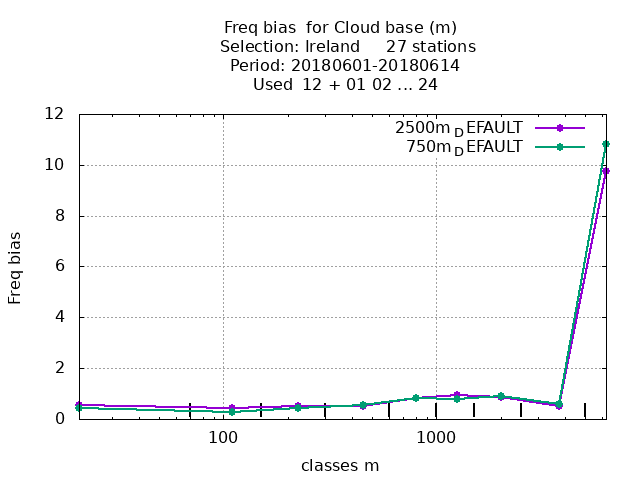 Freq bias  for Cloud base (m)
Selection: Ireland     27 stations
Period: 20180601-20180614
Used  12 + 01 02 ... 24
2500m_DEFAULT
750m_DEFAULT
12
10
8
6
4
2
0
Freq bias
100
1000
classes m